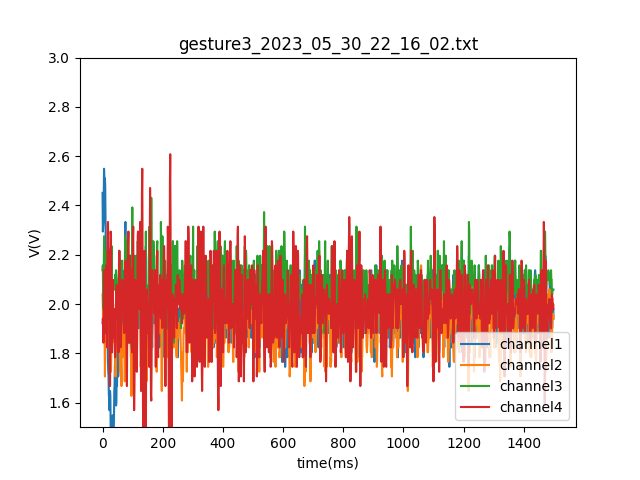 gesture3_2023_05_30_22_16_02.txt
V(V)
3.0
2.8
2.6
2.4
2.2
2.0
1.8
1.6
0 200 400 600 800 1000 1200 1400
time(ms)
channel1
channel2
channel3
channel4